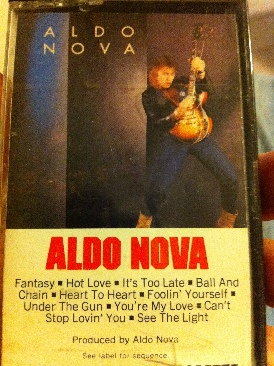 ALDO
NOVA
ALDO NOVA
Fantasy ▪ Hot Love ▪ It's Too Late ▪ Ball And
Chain ▪ Heart To Heart ▪ Foolin' Yourself ▪
Under The Gun ▪ You're My Love ▪ Can't
Stop Lovin' You ▪ See The Light
Produced by Aldo Nova
See label for sequence